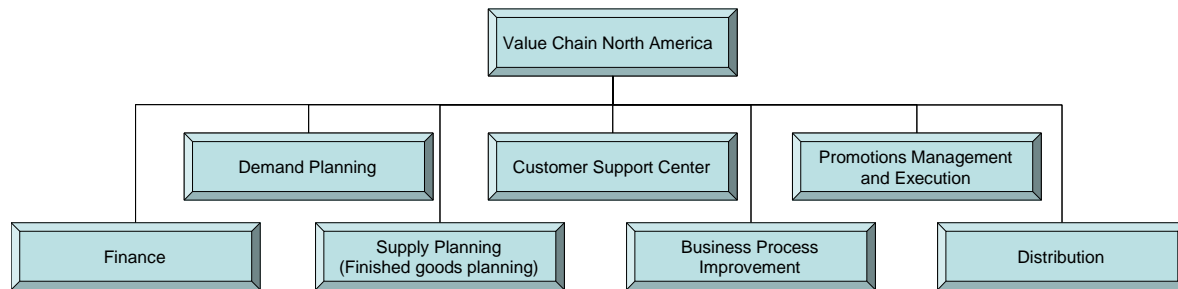 Value Chain North America
Demand Planning
Customer Support Center
Promotions Management
and Execution
Finance
Supply Planning
(Finished goods planning)
Business Process
Improvement
Distribution